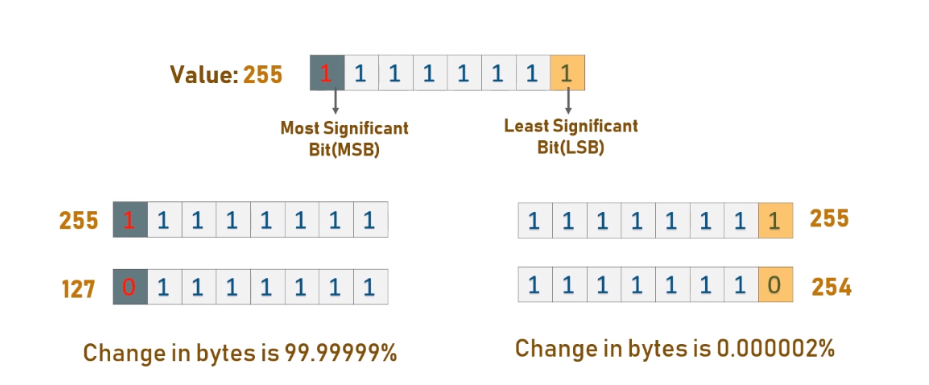 Value: 255 1 1 1 1 1 1 1 1
Most Significant
Bit(MSB)
Least Significant
Bit(LSB)
255 1 1 1 1 1 1 1 1
1 1 1 1 1 1 1 1 255
127 0 1 1 1 1 1 1 1
1 1 1 1 1 1 1 0 254
Change in bytes is 99.99999%
Change in bytes is 0.000002%